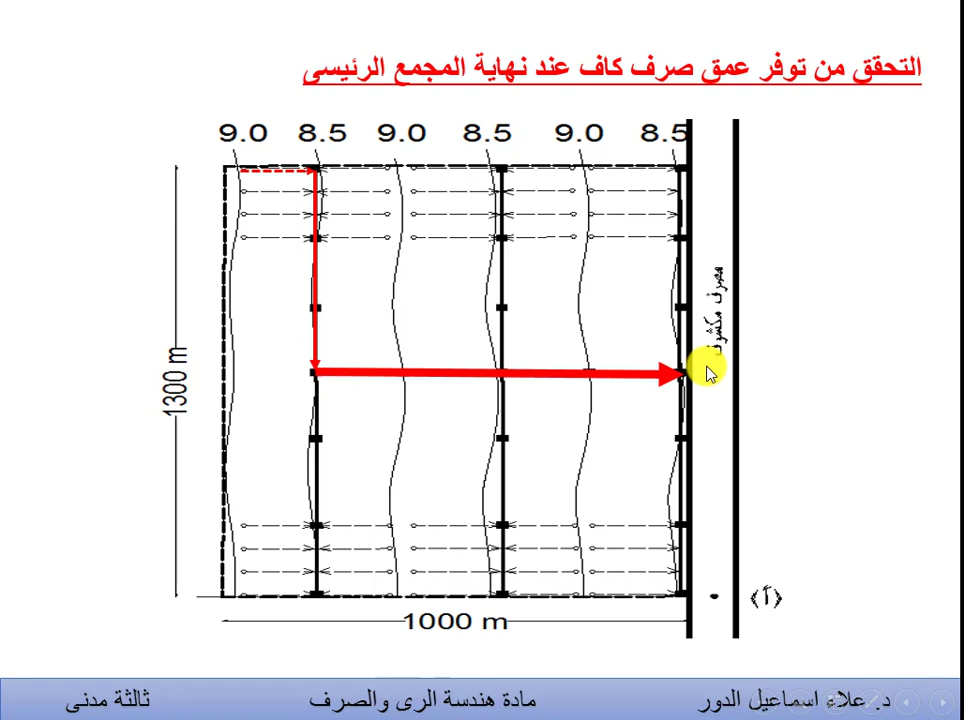 التحقق من توفر عمق صرف كاف عند نهاية المجمع الرئيسى
9.0 8.5 9.0 8.5 9.0 8.5
مصرف مكشوف
1300 m
1000 m
(أ)
د. علاء اسماعيل الدور
مادة هندسة الرى والصرف
ثالثة مدنى